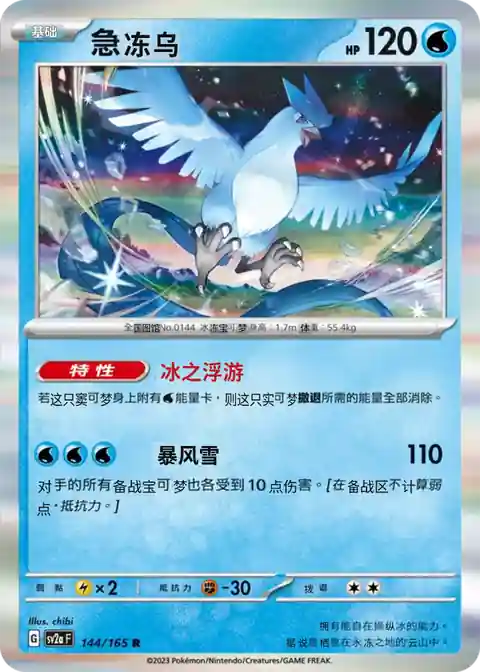 基础 急冻鸟 HP 120
全国图馆No.0144 冰冻宝可梦 身高：1.7m 体重：55.4kg
特性 冰之浮游
若这只宝可梦身上附有能量卡，则这只宝可梦撤退所需的能量全部消除。
暴风雪 110
对手的所有备战宝可梦也各受到10点伤害。[在备战区不计算弱
点・抵抗力。]
弱點 ×2 抵抗力 -30 撤退
Illus. chibi
G sv2a F 144/165 R
拥有能自在操纵冰的能力。
据说栖息在永冻之地的云山中。
©2023 Pokémon/Nintendo/Creatures/GAME FREAK.